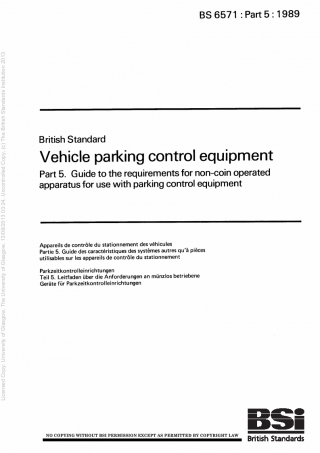 BS 6571 : Part 5 : 1989
British Standard
Vehicle parking control equipment
Part 5. Guide to the requirements for non-coin operated
apparatus for use with parking control equipment
Appareils de contrôle du stationnement des véhicules
Partie 5. Guide des caractéristiques des systèmes autres qu'à pièces
utilisables sur les appareils de contrôle du stationnement
Parkzeitkontrolleinrichtungen
Teil 5. Leitfaden über die Anforderungen an münzlos betriebene
Geräte für Parkzeitkontrolleinrichtungen
Licensed Copy: University of Glasgow, The University of Glasgow, 13/09/2013 03:24, Uncontrolled Copy, (c) The British Standards Institution 2013
BSi
NO COPYING WITHOUT BSI PERMISSION EXCEPT AS PERMITTED BY COPYRIGHT LAW
British Standards